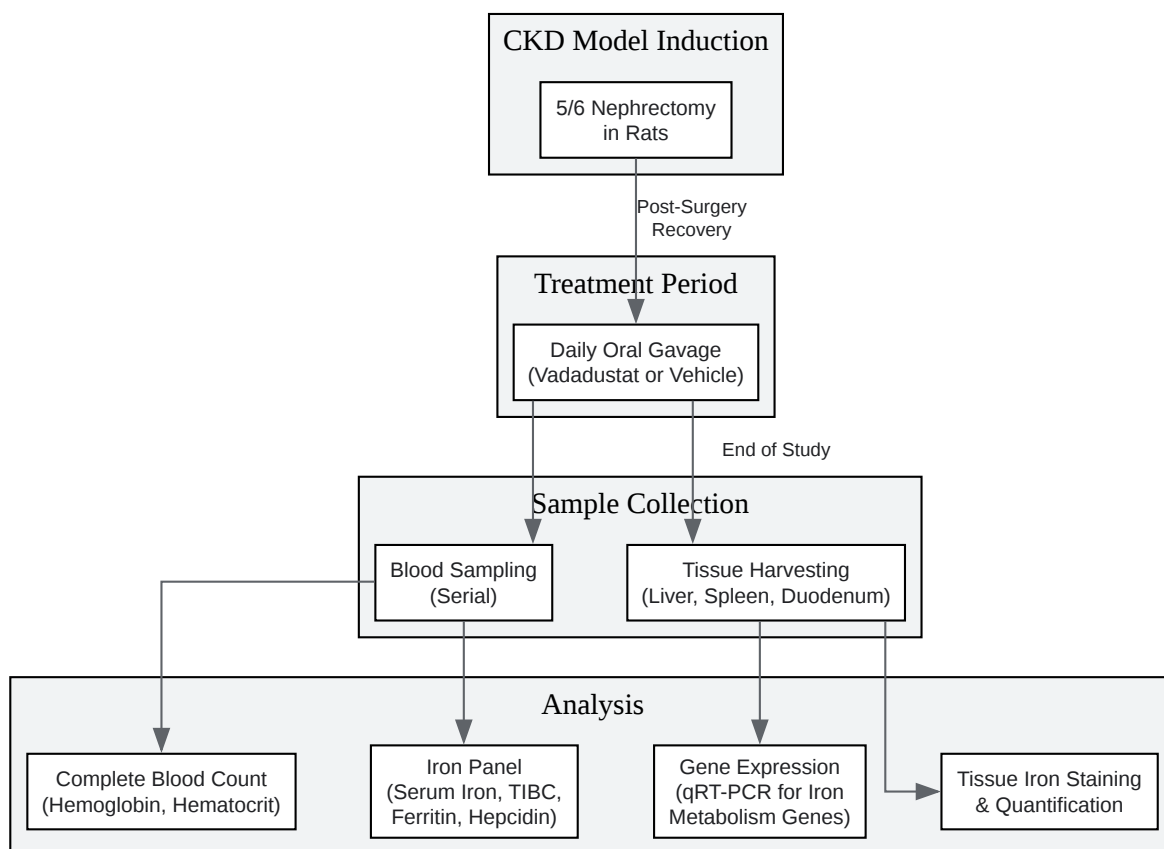 CKD Model Induction
5/6 Nephrectomy
in Rats
Post-Surgery
Recovery
Treatment Period
Daily Oral Gavage
(Vadadustat or Vehicle)
End of Study
Sample Collection
Blood Sampling
(Serial)
Tissue Harvesting
(Liver, Spleen, Duodenum)
Analysis
Complete Blood Count
(Hemoglobin, Hematocrit)
Iron Panel
(Serum Iron, TIBC,
Ferritin, Hepcidin)
Gene Expression
(qRT-PCR for Iron
Metabolism Genes)
Tissue Iron Staining
& Quantification